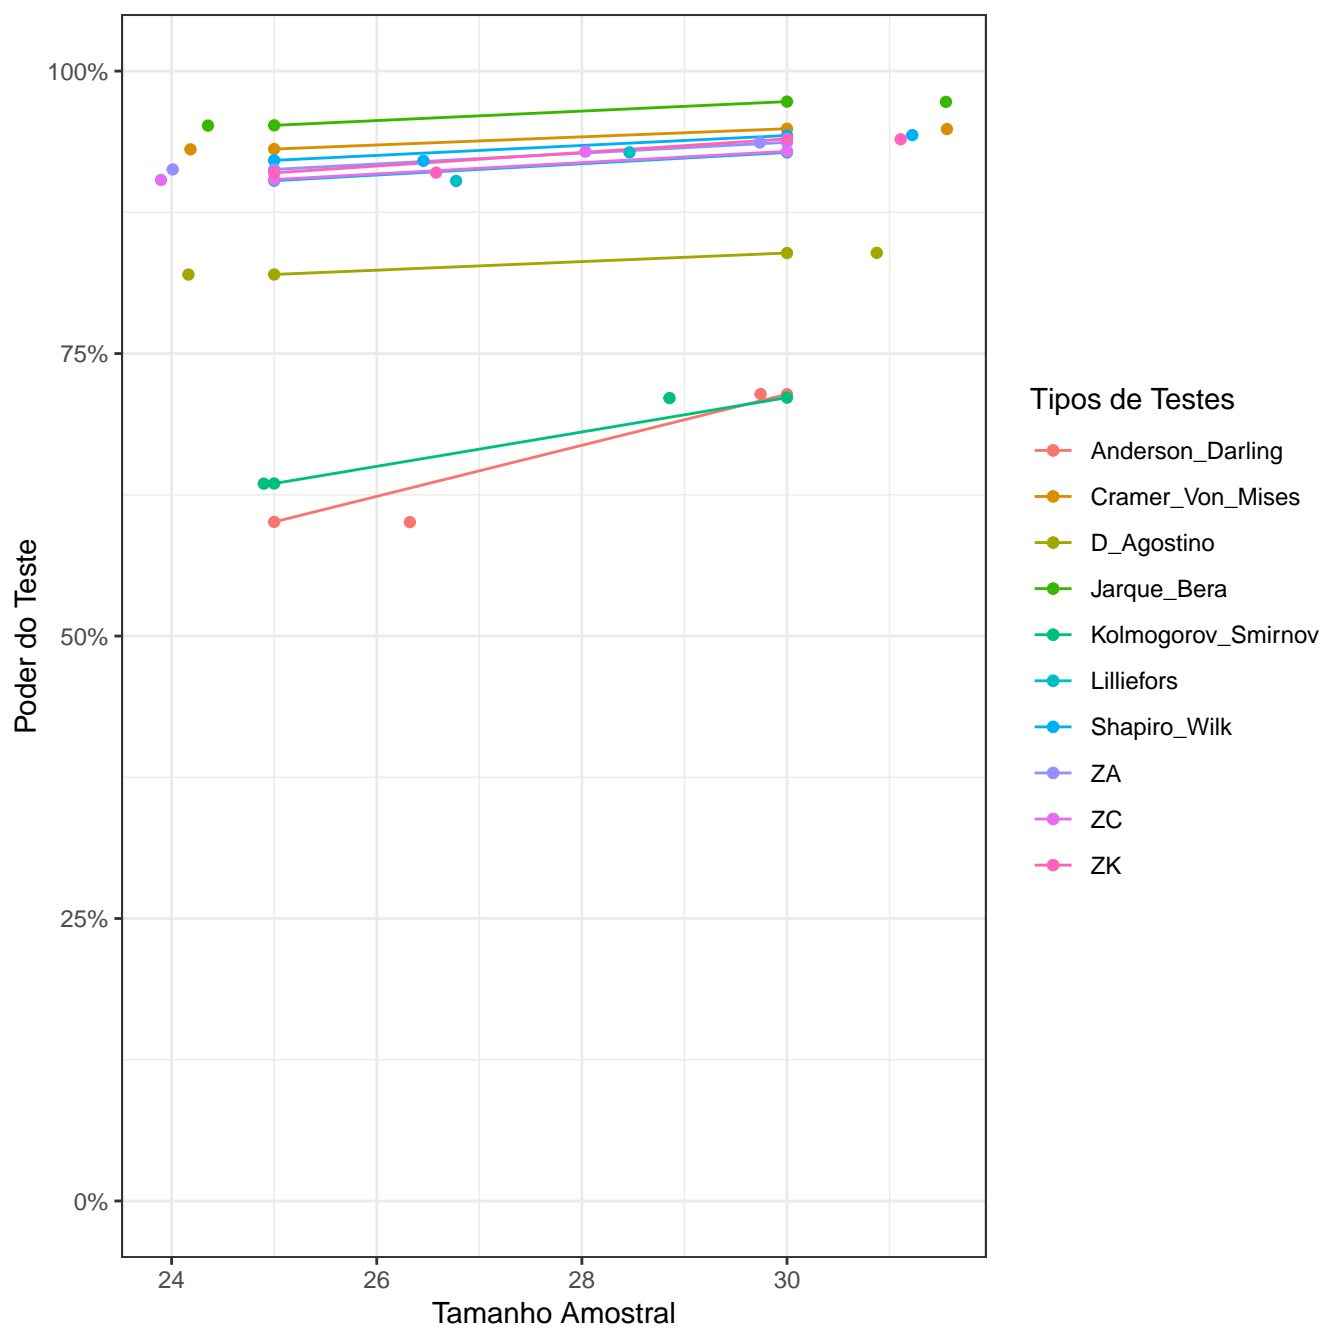 100%
75%
50%
25%
0%
Poder do Teste
24
26
28
30
Tamanho Amostral
Tipos de Testes
Anderson_Darling
Cramer_Von_Mises
D_Agostino
Jarque_Bera
Kolmogorov_Smirnov
Lilliefors
Shapiro_Wilk
ZA
ZC
ZK